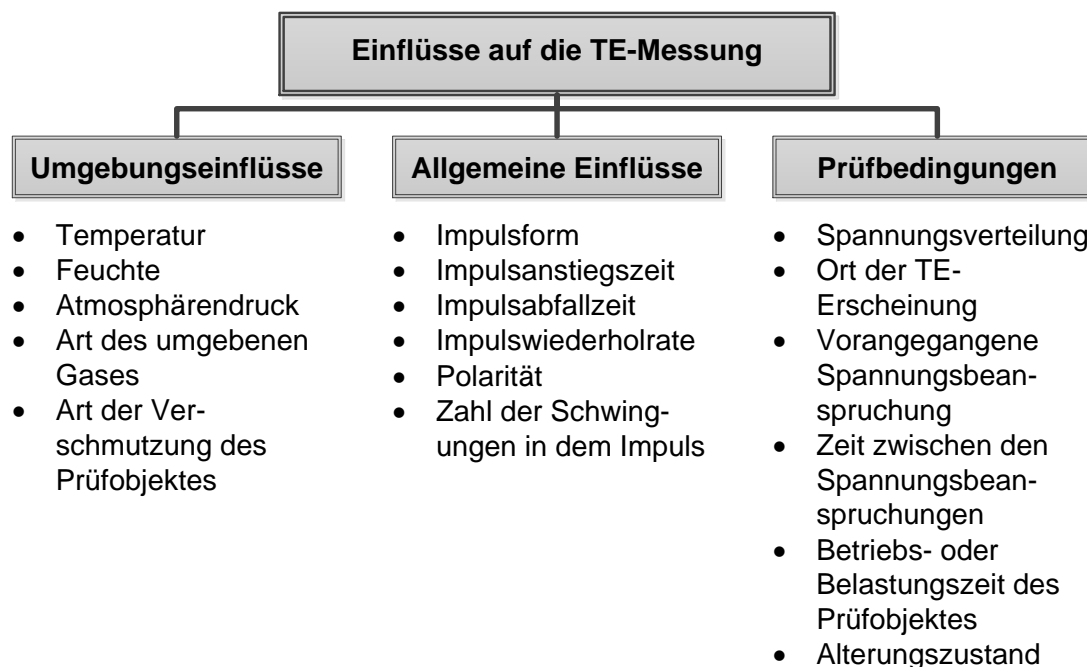 Einflüsse auf die TE-Messung
Umgebungseinflüsse
• Temperatur
• Feuchte
• Atmosphärendruck
• Art des umgebenen
Gases
• Art der Ver-
schmutzung des
Prüfobjektes
Allgemeine Einflüsse
• Impulsform
• Impulsanstiegszeit
• Impulsabfallzeit
• Impulswiederholrate
• Polarität
• Zahl der Schwing-
ungen in dem Impuls
Prüfbedingungen
• Spannungsverteilung
• Ort der TE-
Erscheinung
• Vorangegangene
Spannungsbean-
spruchung
• Zeit zwischen den
Spannungsbean-
spruchungen
• Betriebs- oder
Belastungszeit des
Prüfobjektes
• Alterungszustand